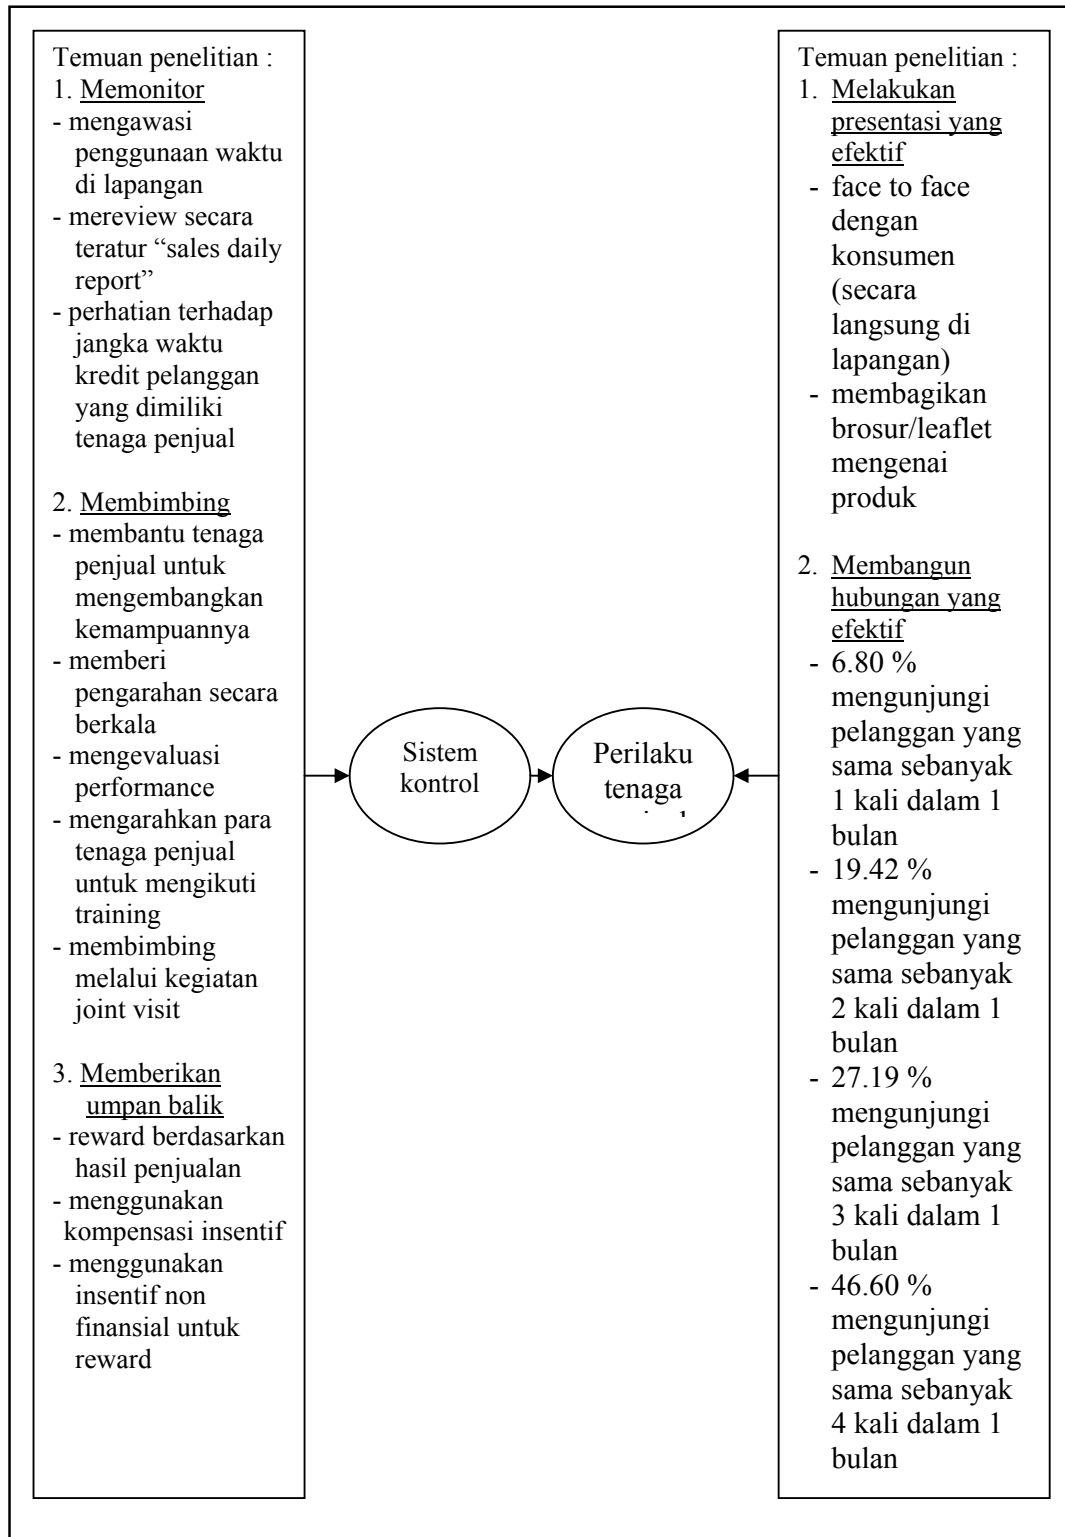 Temuan penelitian :
1. Memonitor
- mengawasi
penggunaan waktu
di lapangan
- mereview secara
teratur “sales daily
report”
- perhatian terhadap
jangka waktu
kredit pelanggan
yang dimiliki
tenaga penjual
2. Membimbing
- membantu tenaga
penjual untuk
mengembangkan
kemampuannya
- memberi
pengarahan secara
berkala
- mengevaluasi
performance
- mengarahkan para
tenaga penjual
untuk mengikuti
training
- membimbing
melalui kegiatan
joint visit
3. Memberikan
umpan balik
- reward berdasarkan
hasil penjualan
- menggunakan
kompensasi insentif
- menggunakan
insentif non
finansial untuk
reward
Sistem
kontrol
Perilaku
tenaga
Temuan penelitian :
1. Melakukan
presentasi yang
efektif
- face to face
dengan
konsumen
(secara
langsung di
lapangan)
- membagikan
brosur/leaflet
mengenai
produk
2. Membangun
hubungan yang
efektif
- 6.80 %
mengunjungi
pelanggan yang
sama sebanyak
1 kali dalam 1
bulan
- 19.42 %
mengunjungi
pelanggan yang
sama sebanyak
2 kali dalam 1
bulan
- 27.19 %
mengunjungi
pelanggan yang
sama sebanyak
3 kali dalam 1
bulan
- 46.60 %
mengunjungi
pelanggan yang
sama sebanyak
4 kali dalam 1
bulan